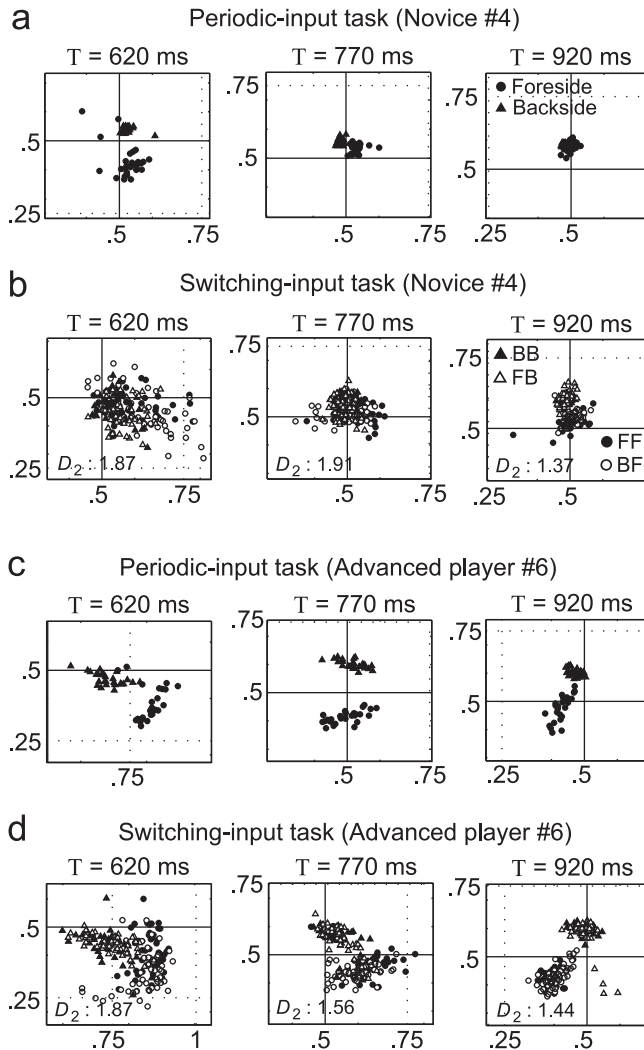 a
Periodic-input task (Novice #4)
T = 620 ms T = 770 ms T = 920 ms
.5
.25
.5 .75
.75
.5
.5 .75
.75
.5
.25 .5
Foreside
Backside
b
Switching-input task (Novice #4)
T = 620 ms T = 770 ms T = 920 ms
.5
.25
D2 : 1.87
.5 .75
.75
.5
D2 : 1.91
.5 .75
.75
.5
BB
FB
FF
BF
D2 : 1.37
.25 .5
c
Periodic-input task (Advanced player #6)
T = 620 ms T = 770 ms T = 920 ms
.5
.25
.75
.75
.5
.5 .75
.75
.5
.25 .5
d
Switching-input task (Advanced player #6)
T = 620 ms T = 770 ms T = 920 ms
.5
.25
D2 : 1.87
.75 1
.75
.5
D2 : 1.56
.5 .75
.75
.5
D2 : 1.44
.25 .5